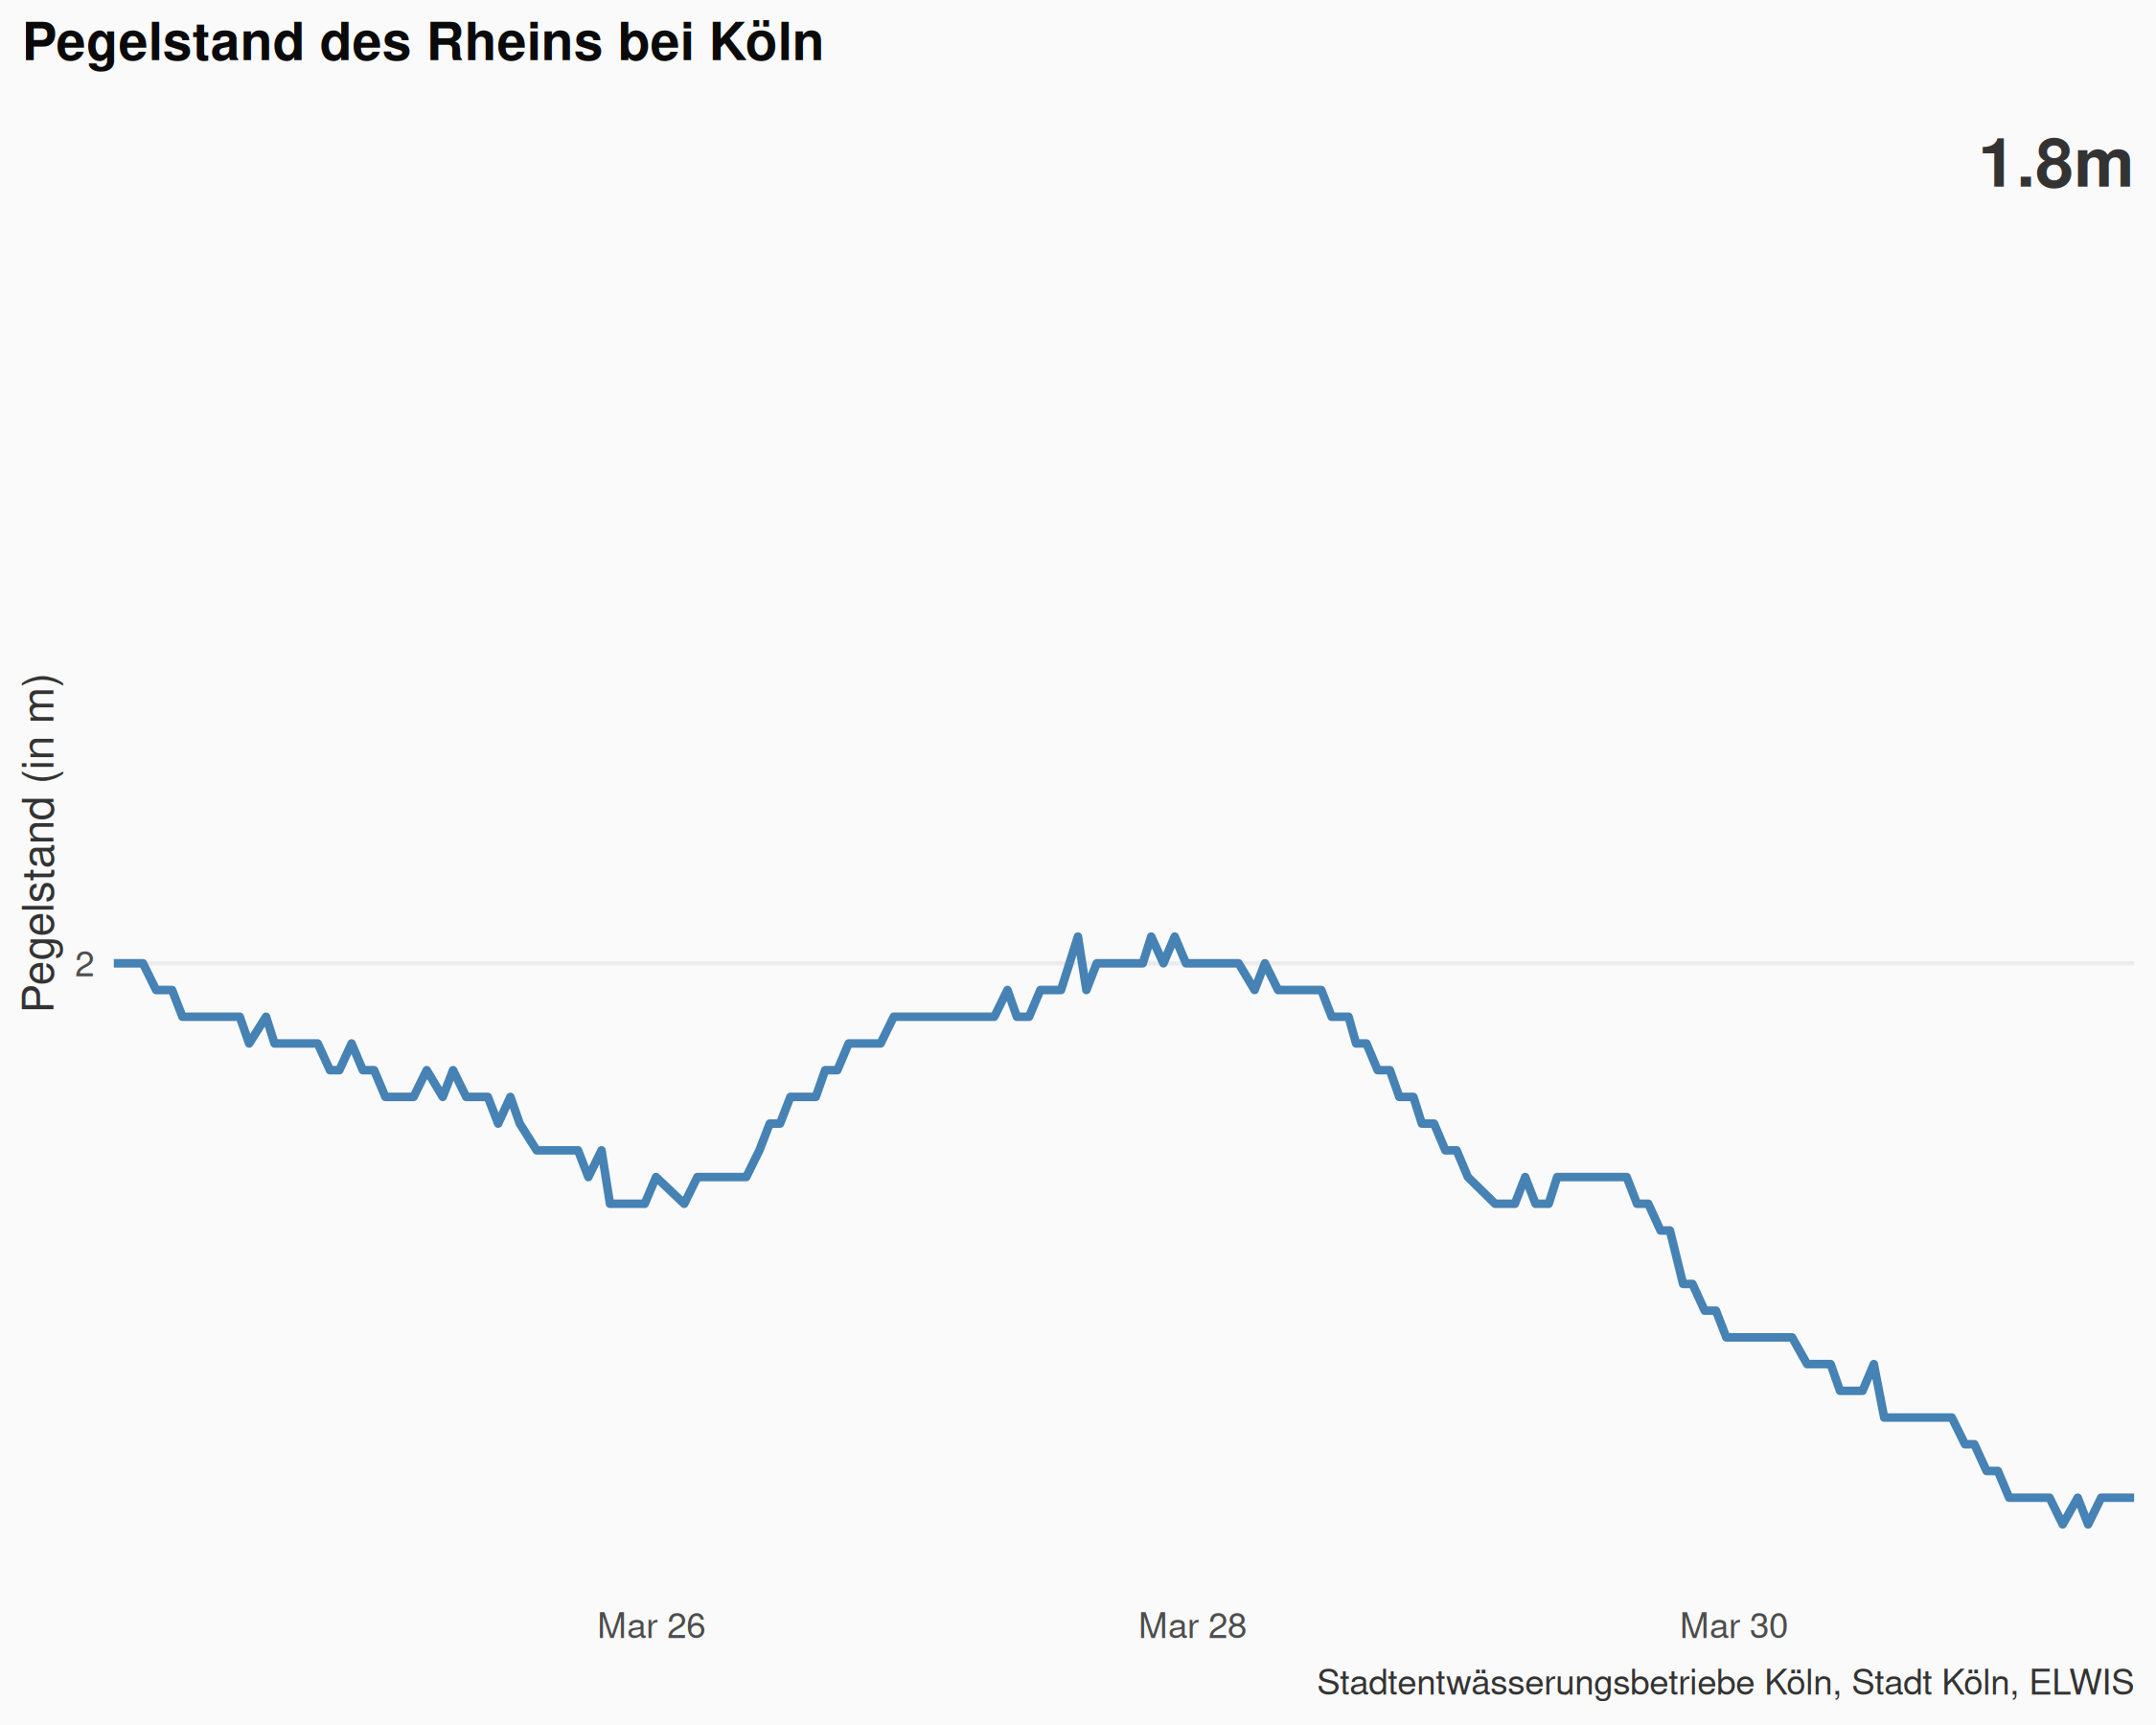 Pegelstand des Rheins bei Köln
1.8m
Pegelstand (in m)
2
Mar 26
Mar 28
Mar 30
Stadtentwässerungsbetriebe Köln, Stadt Köln, ELWIS